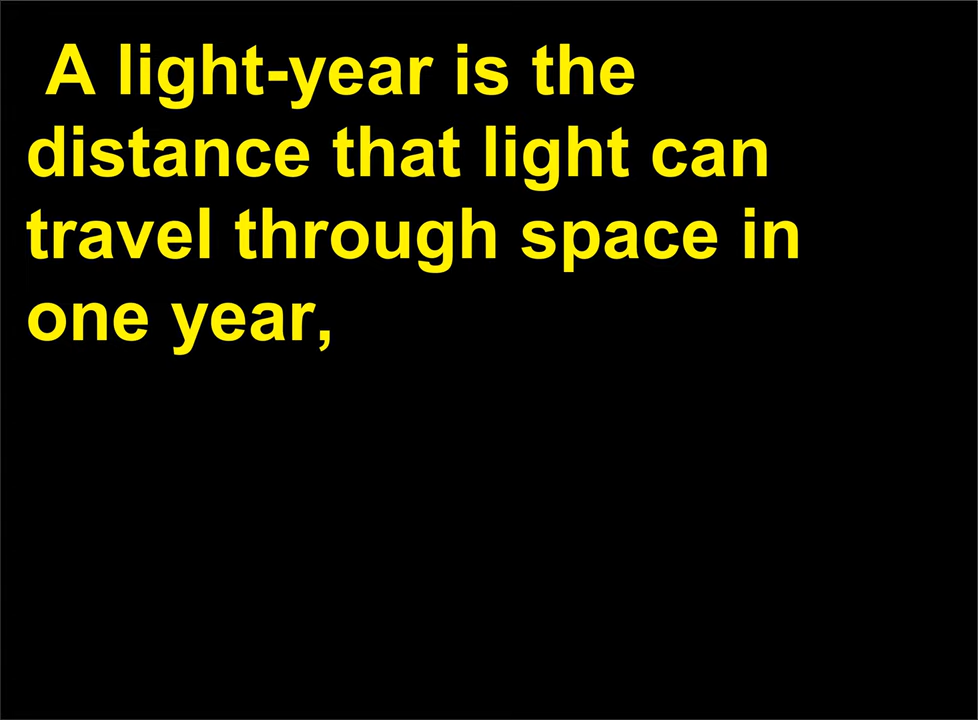 A light-year is the
distance that light can
travel through space in
one year,